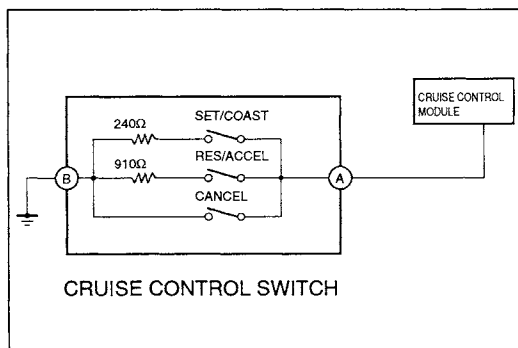 CRUISE CONTROL
MODULE
SET/COAST
240Ω
RES/ACCEL
910Ω
B
A
CANCEL
CRUISE CONTROL SWITCH